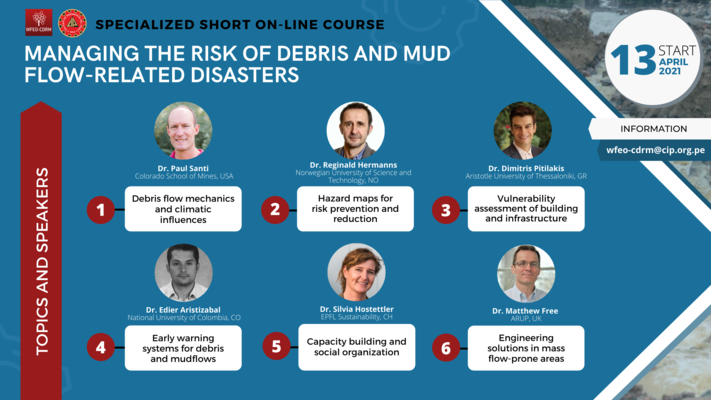 WFEO-CDRM
SPECIALIZED SHORT ON-LINE COURSE
MANAGING THE RISK OF DEBRIS AND MUD
FLOW-RELATED DISASTERS
13
START
APRIL
2021
INFORMATION
wfeo-cdrm@cip.org.pe
TOPICS AND SPEAKERS
Dr. Paul Santi
Colorado School of Mines, USA
1
Debris flow mechanics
and climatic
influences
Dr. Reginald Hermanns
Norwegian University of Science and
Technology, NO
2
Hazard maps for
risk prevention and
reduction
Dr. Dimitris Pitilakis
Aristotle University of Thessaloniki, GR
3
Vulnerability
assessment of building
and infrastructure
Dr. Edier Aristizabal
National University of Colombia, CO
4
Early warning
systems for debris
and mudflows
Dr. Silvia Hostettler
EPFL Sustainability, CH
5
Capacity building and
social organization
Dr. Matthew Free
ARUP, UK
6
Engineering
solutions in mass
flow-prone areas